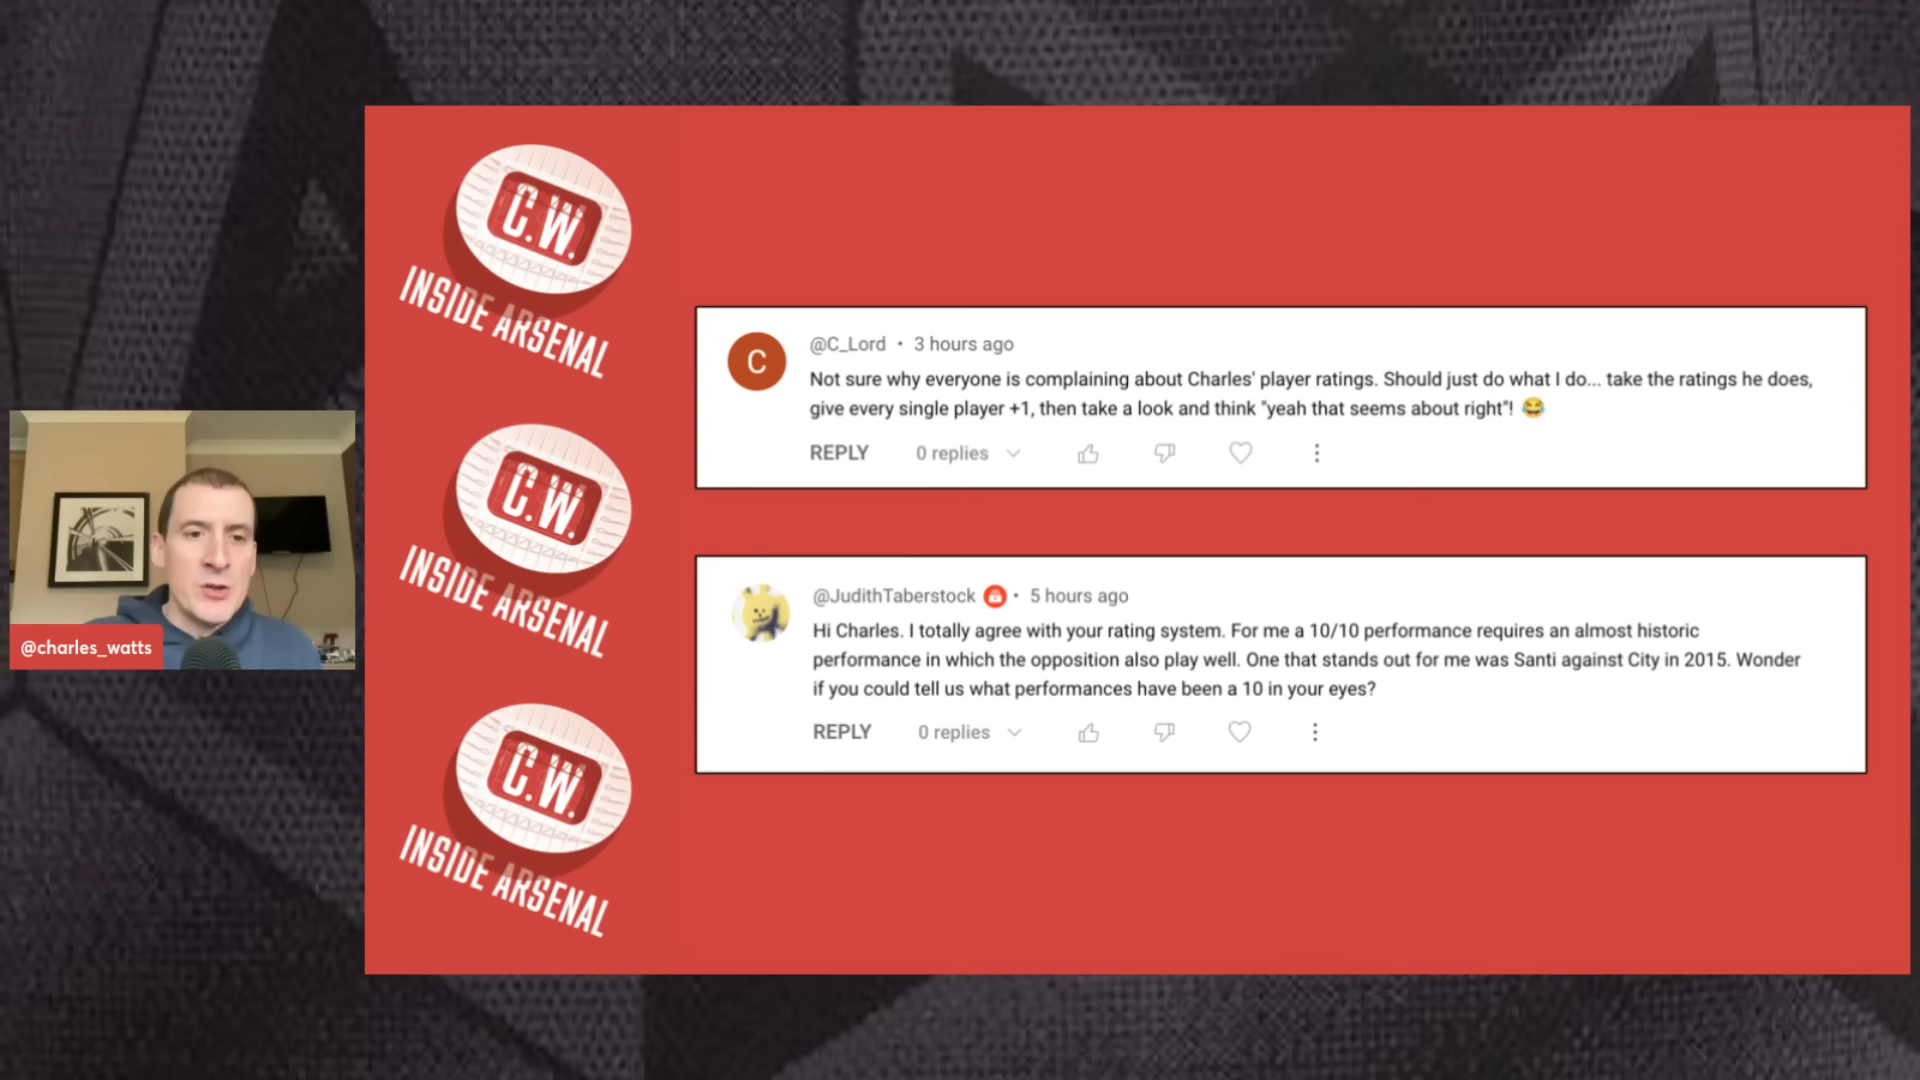 C.W.
INSIDE ARSENAL
C.W.
INSIDE ARSENAL
C.W.
INSIDE ARSENAL
@charles_watts
C
@C_Lord • 3 hours ago
Not sure why everyone is complaining about Charles' player ratings. Should just do what I do... take the ratings he does,
give every single player +1, then take a look and think "yeah that seems about right"! 😂
REPLY 0 replies
@JudithTaberstock • 5 hours ago
Hi Charles. I totally agree with your rating system. For me a 10/10 performance requires an almost historic
performance in which the opposition also play well. One that stands out for me was Santi against City in 2015. Wonder
if you could tell us what performances have been a 10 in your eyes?
REPLY 0 replies